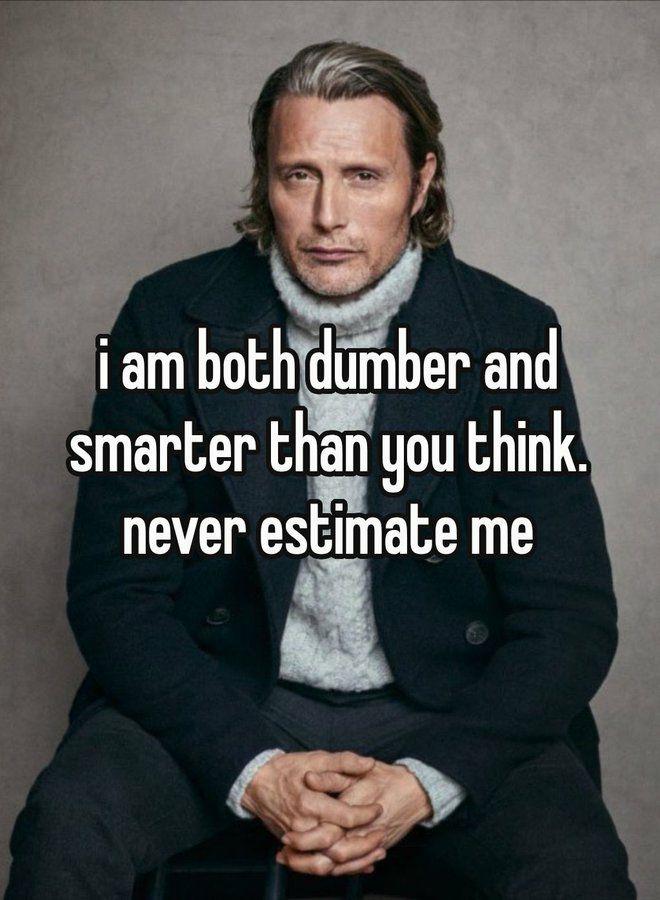 i am both dumber and
smarter than you think.
never estimate me